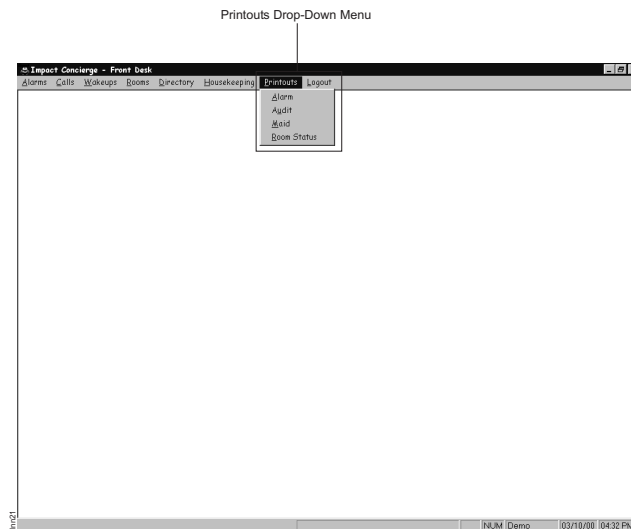 Printouts Drop-Down Menu
Impact Concierge - Front Desk
Alarms Calls Wakeups Rooms Directory Housekeeping Printouts Logout
Alarm
Audit
Maid
Room Status
Inn21
NUM Demo 03/10/00 04:32 PM